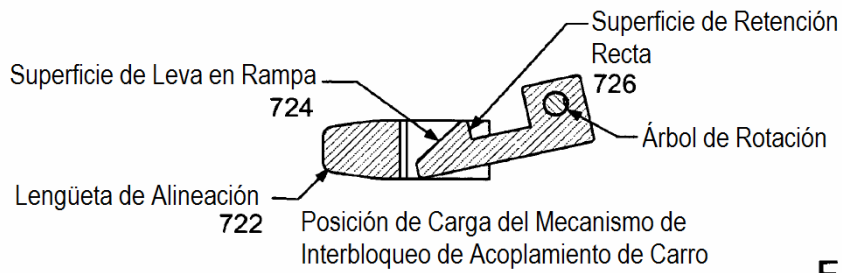 Superficie de Retención
Recta
726
Superficie de Leva en Rampa
724
Árbol de Rotación
Lengüeta de Alineación
722
Posición de Carga del Mecanismo de
Interbloqueo de Acoplamiento de Carro